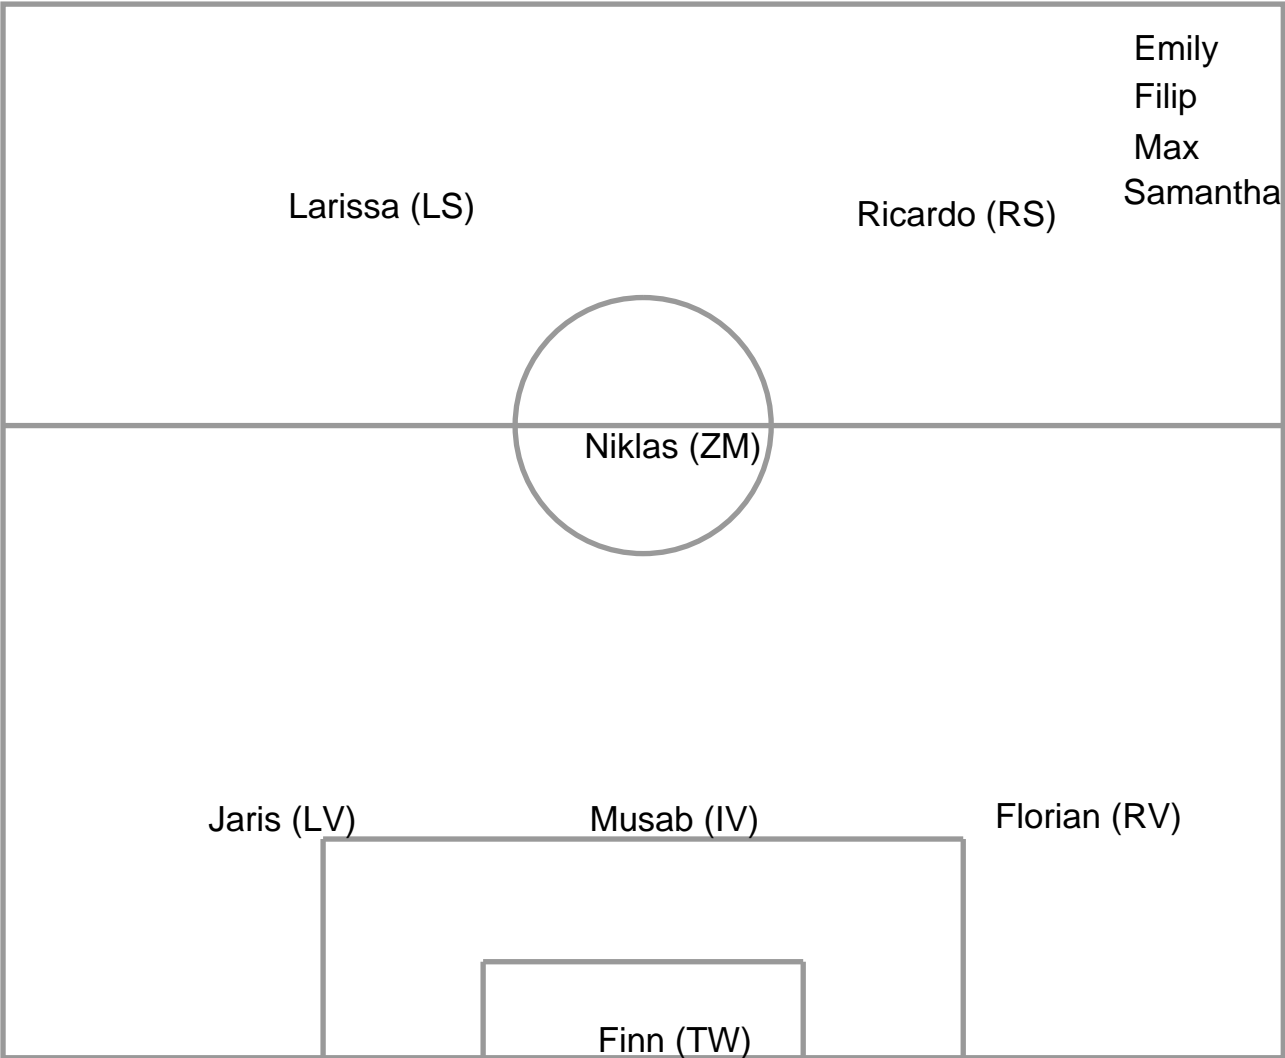 Emily
Filip
Max
Samantha
Larissa (LS)
Ricardo (RS)
Niklas (ZM)
Jaris (LV)
Musab (IV)
Florian (RV)
Finn (TW)